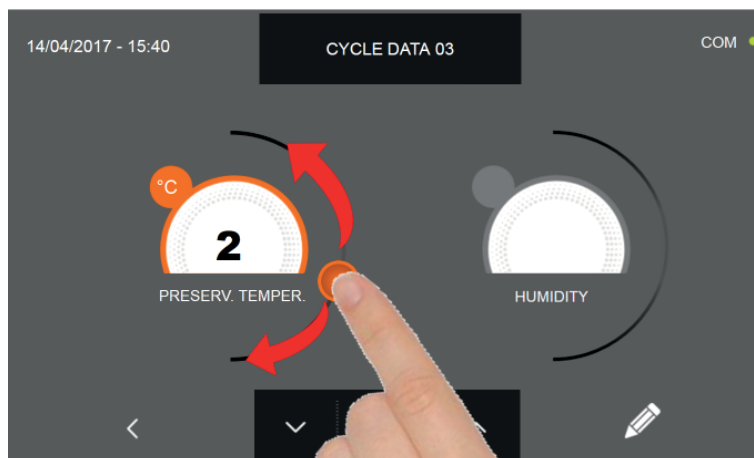 14/04/2017 - 15:40
CYCLE DATA 03
COM
°C
2
PRESERV. TEMPER.
HUMIDITY